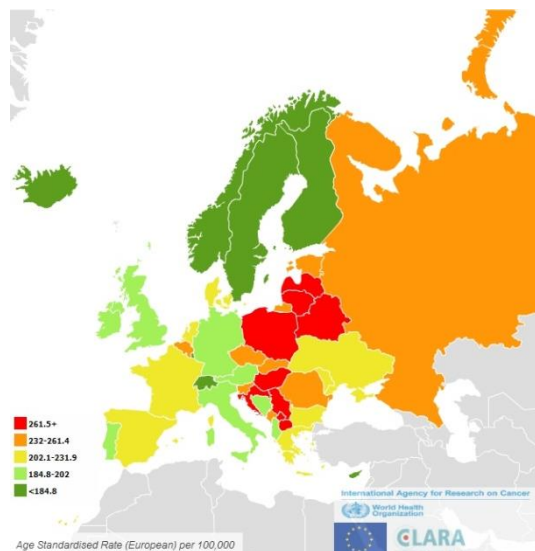 261.5+
232-261.4
202.1-231.9
184.8-202
<184.8
International Agency for Research on Cancer
World Health
Organization
CLARA
Age Standardised Rate (European) per 100,000